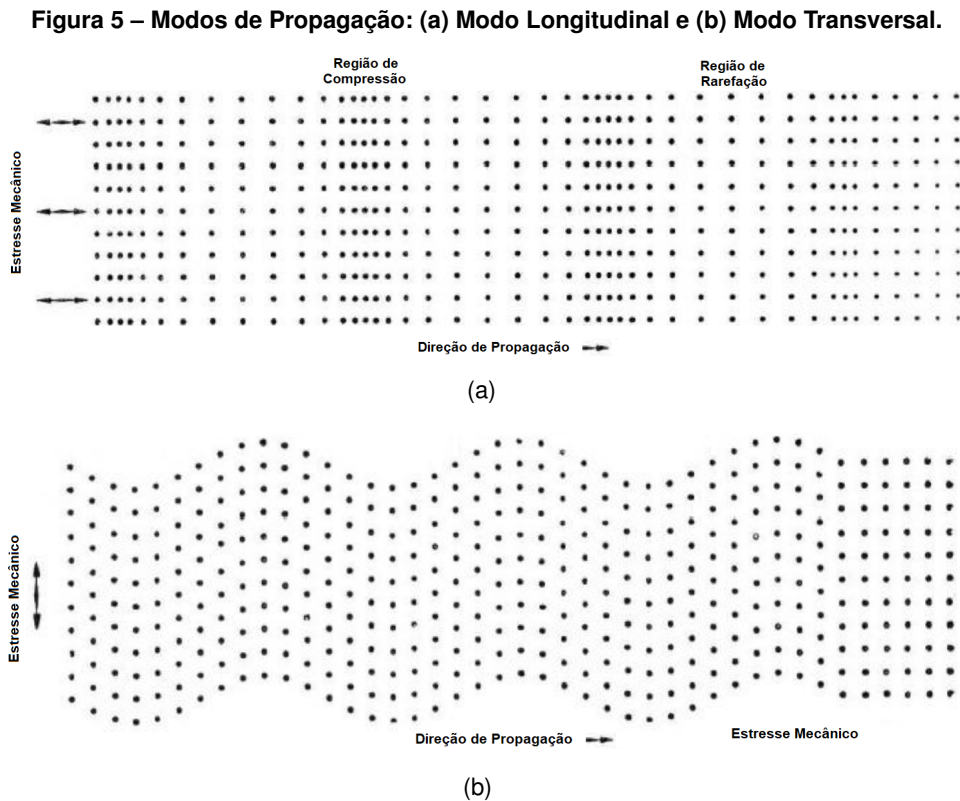 Figura 5 – Modos de Propagação: (a) Modo Longitudinal e (b) Modo Transversal.
Região de
Compressão
Região de
Rarefação
Estresse Mecânico
Direção de Propagação
(a)
Estresse Mecânico
Direção de Propagação
Estresse Mecânico
(b)